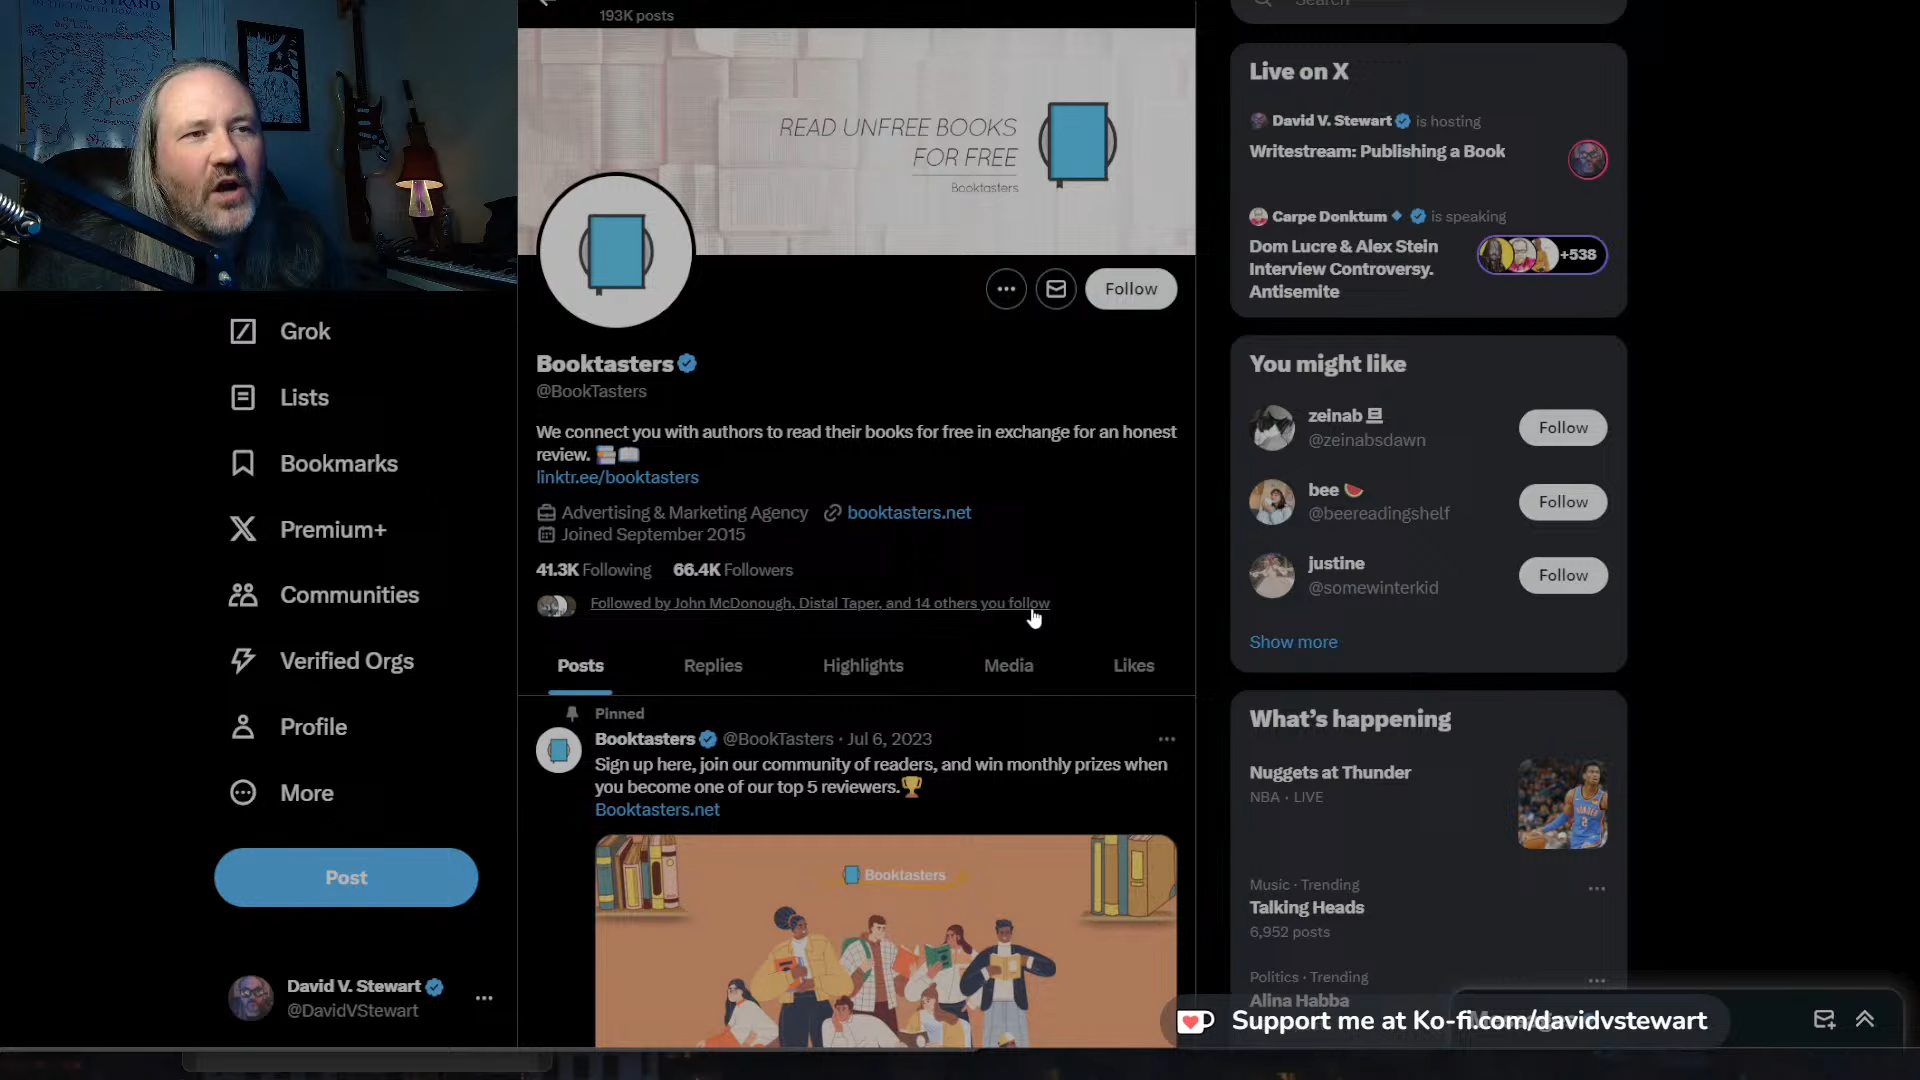 193K posts
READ UNFREE BOOKS
FOR FREE
Booktasters
Follow
Booktasters
@BookTasters
We connect you with authors to read their books for free in exchange for an honest
review.
linktr.ee/booktasters
Advertising & Marketing Agency booktasters.net
Joined September 2015
41.3K Following 66.4K Followers
Followed by John McDonough, Distal Taper, and 14 others you follow
Posts Replies Highlights Media Likes
Pinned
Booktasters @BookTasters · Jul 6, 2023
Sign up here, join our community of readers, and win monthly prizes when
you become one of our top 5 reviewers.
Booktasters.net
Booktasters
Grok
Lists
Bookmarks
Premium+
Communities
Verified Orgs
Profile
More
Post
David V. Stewart
@DavidVStewart
Search
Live on X
David V. Stewart is hosting
Writestream: Publishing a Book
Carpe Donktum is speaking
Dom Lucre & Alex Stein
Interview Controversy.
Antisemite
+538
You might like
zeinab
@zeinabsdawn
Follow
bee
@beereadingshelf
Follow
justine
@somewinterkid
Follow
Show more
What's happening
Nuggets at Thunder
NBA · LIVE
Music · Trending
Talking Heads
6,952 posts
Politics · Trending
Alina Habba
Support me at Ko-fi.com/davidvstewart